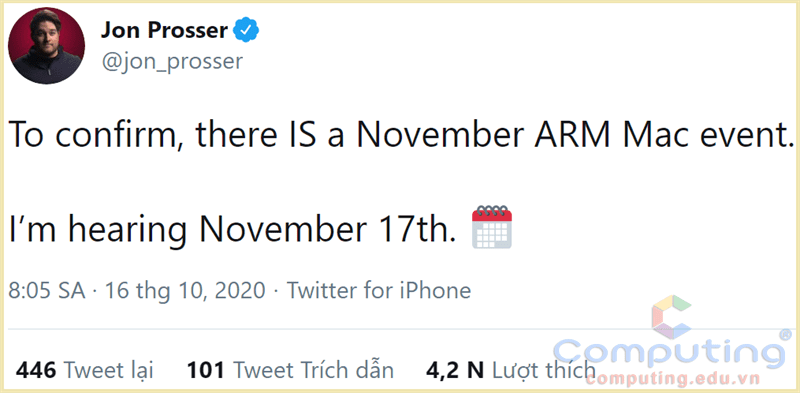 Jon Prosser
@jon_prosser
To confirm, there IS a November ARM Mac event.
I'm hearing November 17th.
8:05 SA · 16 thg 10, 2020 · Twitter for iPhone
446 Tweet lại 101 Tweet Trích dẫn 4,2 N Lượt thích
Computing®
computing.edu.vn